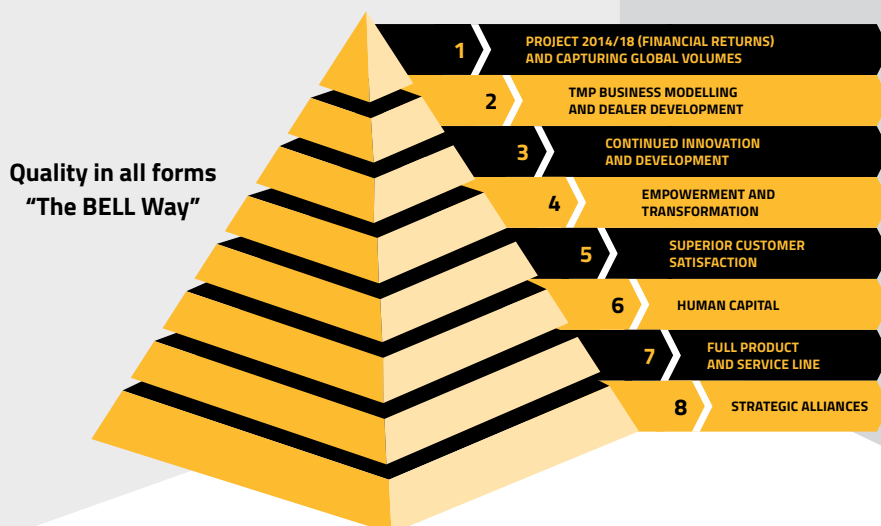 Quality in all forms
“The BELL Way”
1
PROJECT 2014/18 (FINANCIAL RETURNS)
AND CAPTURING GLOBAL VOLUMES
2
TMP BUSINESS MODELLING
AND DEALER DEVELOPMENT
3
CONTINUED INNOVATION
AND DEVELOPMENT
4
EMPOWERMENT AND
TRANSFORMATION
5
SUPERIOR CUSTOMER
SATISFACTION
6
HUMAN CAPITAL
7
FULL PRODUCT
AND SERVICE LINE
8
STRATEGIC ALLIANCES